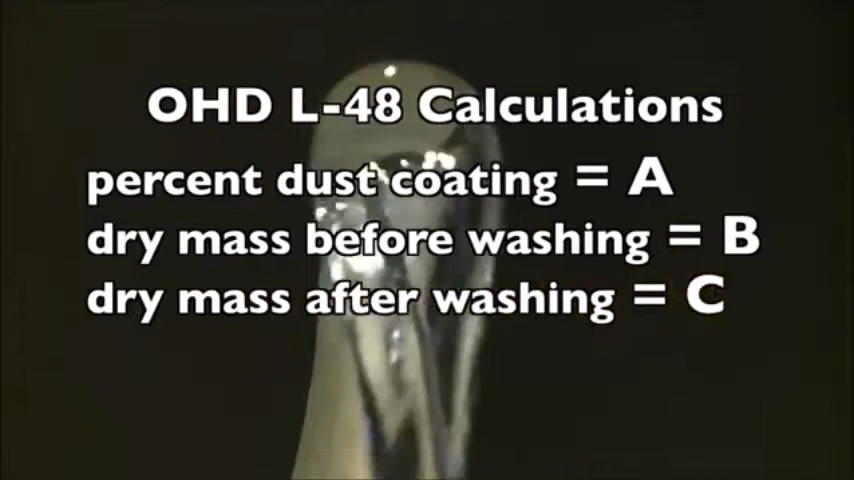 OHD L-48 Calculations
percent dust coating = A
dry mass before washing = B
dry mass after washing = C